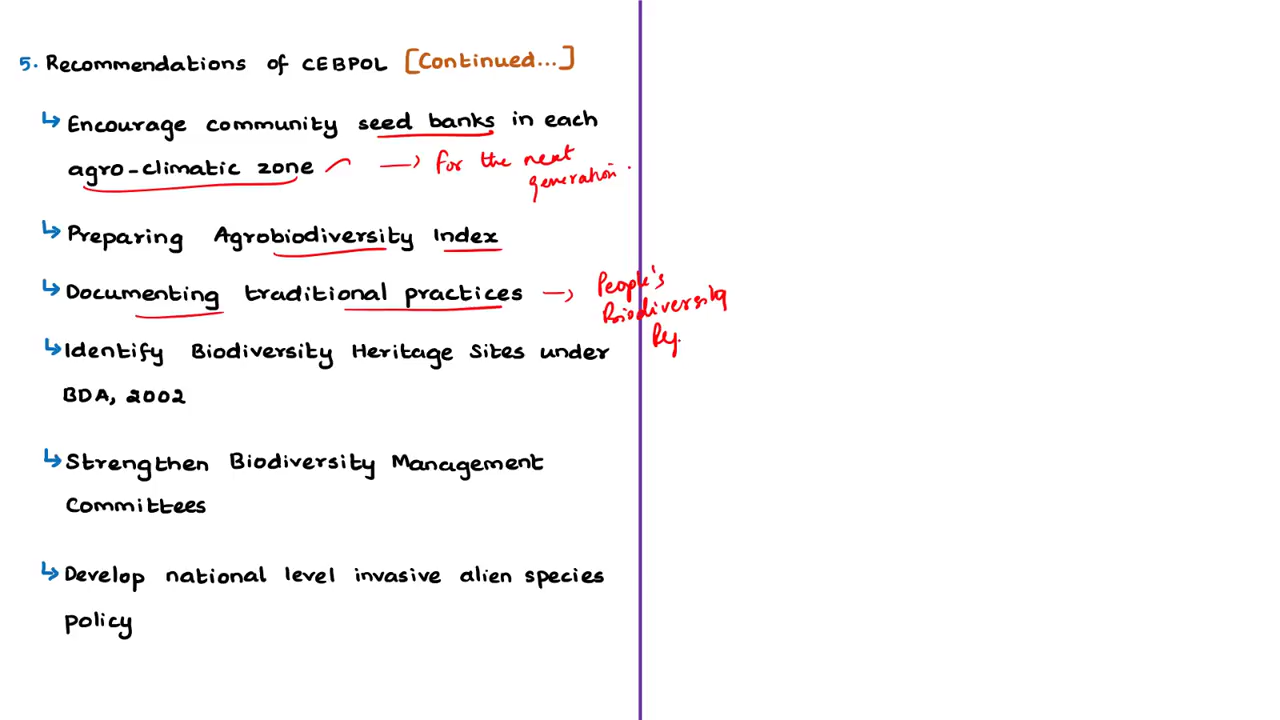 5. Recommendations of CEBPOL [Continued...]
↳ Encourage community seed banks in each
agro-climatic zone → for the next
generation.
↳ Preparing Agrobiodiversity Index
↳ Documenting traditional practices → People's
Biodiversity
Reg.
↳ Identify Biodiversity Heritage Sites under
BDA, 2002
↳ Strengthen Biodiversity Management
Committees
↳ Develop national level invasive alien species
policy